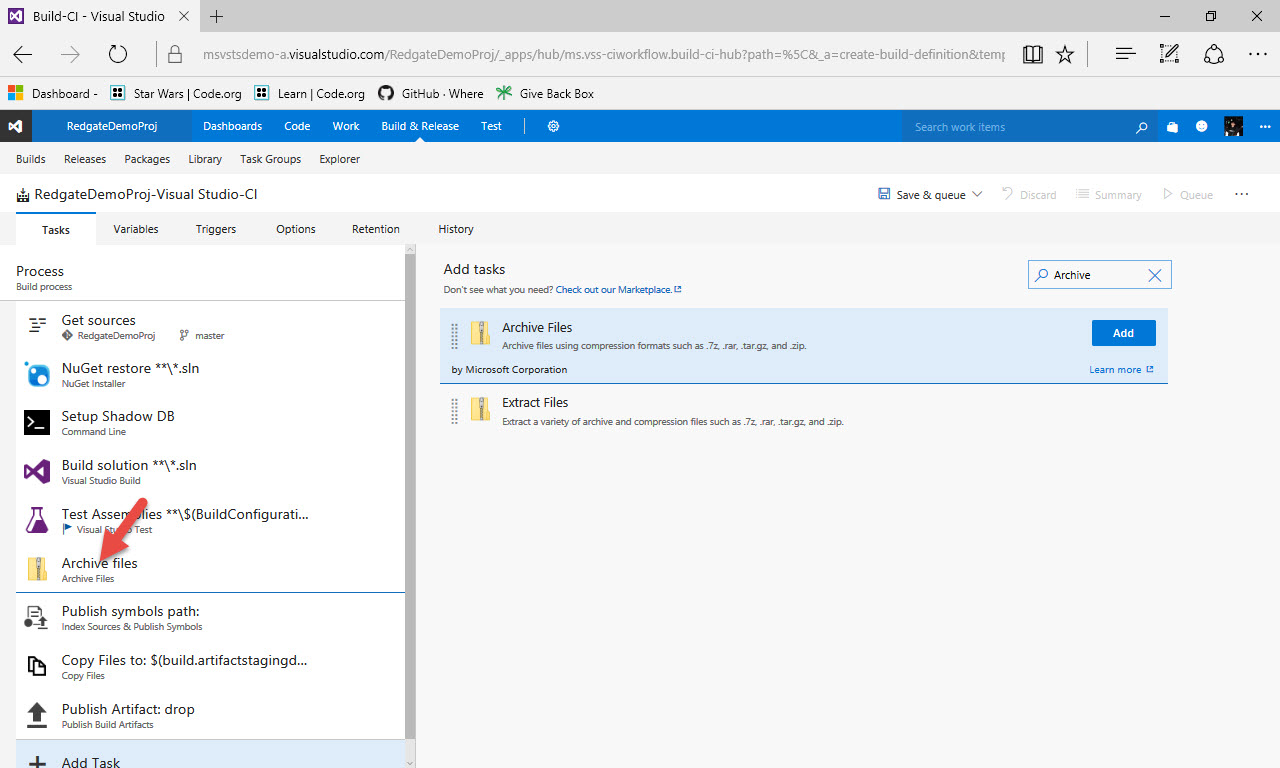 Build-CI - Visual Studio
msvstsdemo-a.visualstudio.com/RedgateDemoProj/_apps/hub/ms.vss-ciworkflow.build-ci-hub?path=%5C&_a=create-build-definition&temp
Dashboard - Star Wars | Code.org Learn | Code.org GitHub · Where Give Back Box
RedgateDemoProj Dashboards Code Work Build & Release Test Search work items
Builds Releases Packages Library Task Groups Explorer
RedgateDemoProj-Visual Studio-CI Save & queue Discard Summary Queue
Tasks Variables Triggers Options Retention History
Process
Build process
Get sources
RedgateDemoProj master
NuGet restore **\*.sln
NuGet Installer
Setup Shadow DB
Command Line
Build solution **\*.sln
Visual Studio Build
Test Assemblies **\$(BuildConfigurati...
Visual Studio Test
Archive files
Archive Files
Publish symbols path:
Index Sources & Publish Symbols
Copy Files to: $(build.artifactstagingd...
Copy Files
Publish Artifact: drop
Publish Build Artifacts
Add Task
Add tasks
Archive
Don't see what you need? Check out our Marketplace.
Archive Files
Archive files using compression formats such as .7z, .rar, .tar.gz, and .zip.
Add
by Microsoft Corporation Learn more
Extract Files
Extract a variety of archive and compression files such as .7z, .rar, .tar.gz, and .zip.